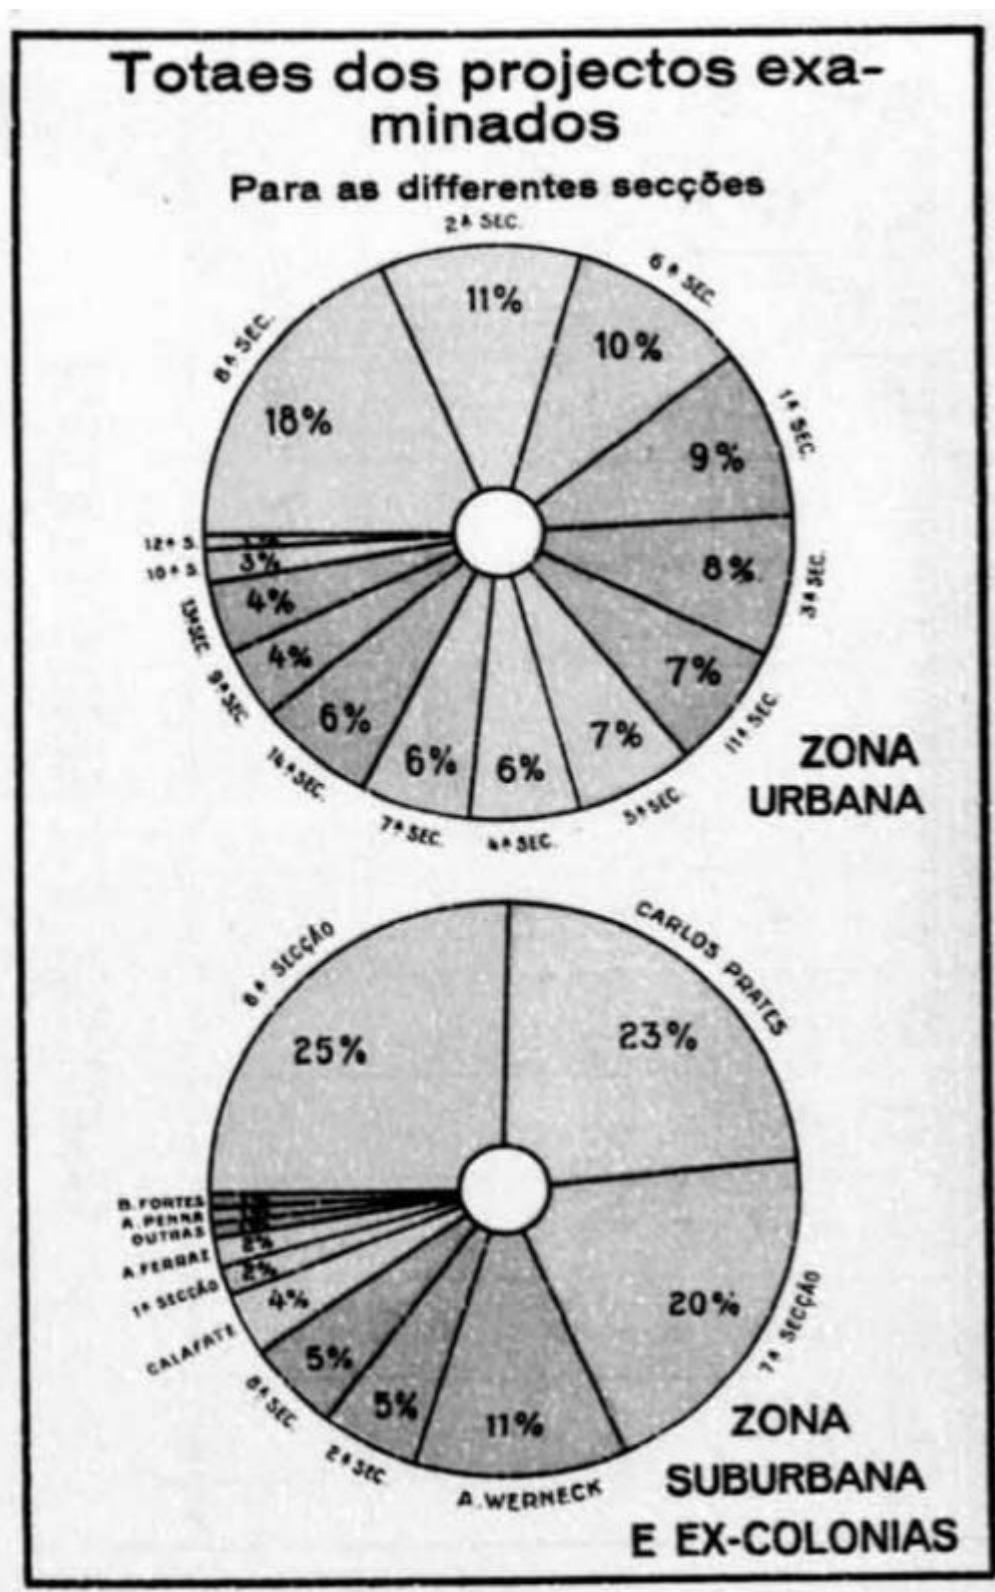 Totaes dos projectos exa-
minados
Para as differentes secções
2ª SEC.
11%
6ª SEC.
10%
1ª SEC.
9%
3ª SEC.
8%
11ª SEC.
7%
5ª SEC.
7%
4ª SEC.
6%
7ª SEC.
6%
14ª SEC.
6%
9ª SEC.
4%
13ª SEC.
4%
10ª S.
3%
12ª S.
8ª SEC.
18%
ZONA
URBANA
CARLOS PRATES
23%
7ª SECÇÃO
20%
A. WERNECK
11%
2ª SEC.
5%
8ª SEC.
5%
CALAFATE
4%
1ª SECÇÃO
2%
A FERRAZ
2%
OUTRAS
A. PENNA
B. FORTES
SECÇÃO
25%
ZONA
SUBURBANA
E EX-COLONIAS